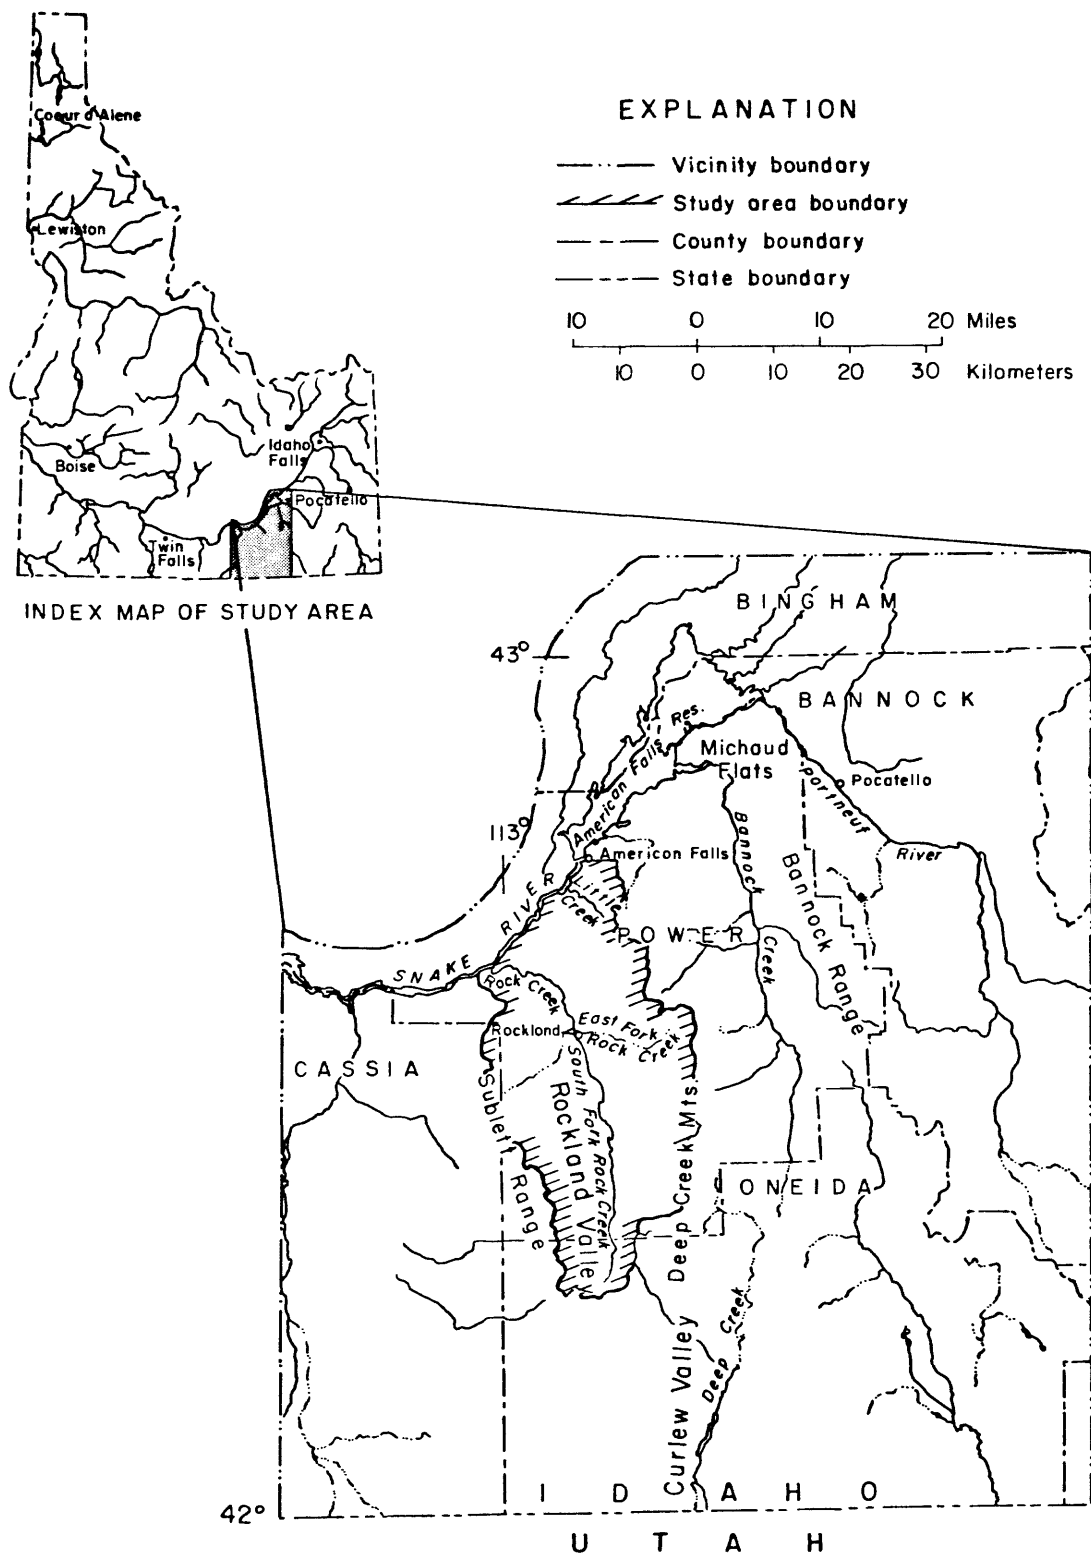 Coeur d'Alene
Lewiston
Boise
Idaho
Falls
Pocatello
Twin
Falls
INDEX MAP OF STUDY AREA
EXPLANATION
Vicinity boundary
Study area boundary
County boundary
State boundary
10 0 10 20 Miles
10 0 10 20 30 Kilometers
BINGHAM
43°
BANNOCK
American Falls Res.
Michaud
Flats
Pocatello
Portneuf
River
113°
American Falls
Bannock
Creek
Bannock Range
Little
Creek
POWER
SNAKE RIVER
Rock Creek
Rockland
East Fork
Rock Creek
CASSIA
Sublett Range
South Fork Rock Creek
Rockland Valley
Deep Creek Mts.
ONEIDA
Curlew Valley
Deep Creek
42°
IDAHO
UTAH